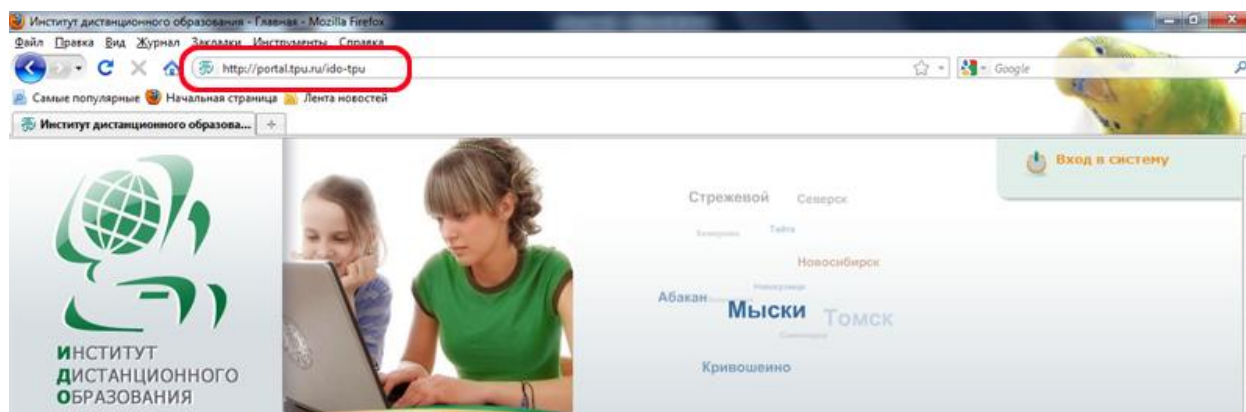 Институт дистанционного образования - Главная - Mozilla Firefox
Файл Правка Вид Журнал Закладки Инструменты Справка
http://portal.tpu.ru/ido-tpu
Google
Самые популярные Начальная страница Лента новостей
Институт дистанционного образова...
Вход в систему
Стрежевой Северск
Тайга
Новосибирск
Абакан
Мыски Томск
Кривошеино
ИНСТИТУТ
ДИСТАНЦИОННОГО
ОБРАЗОВАНИЯ